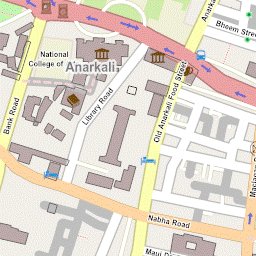 Bheem Street
National
College of
Anarkali
Bank Road
Library Road
Old Anarkali Food Street
Nabha Road